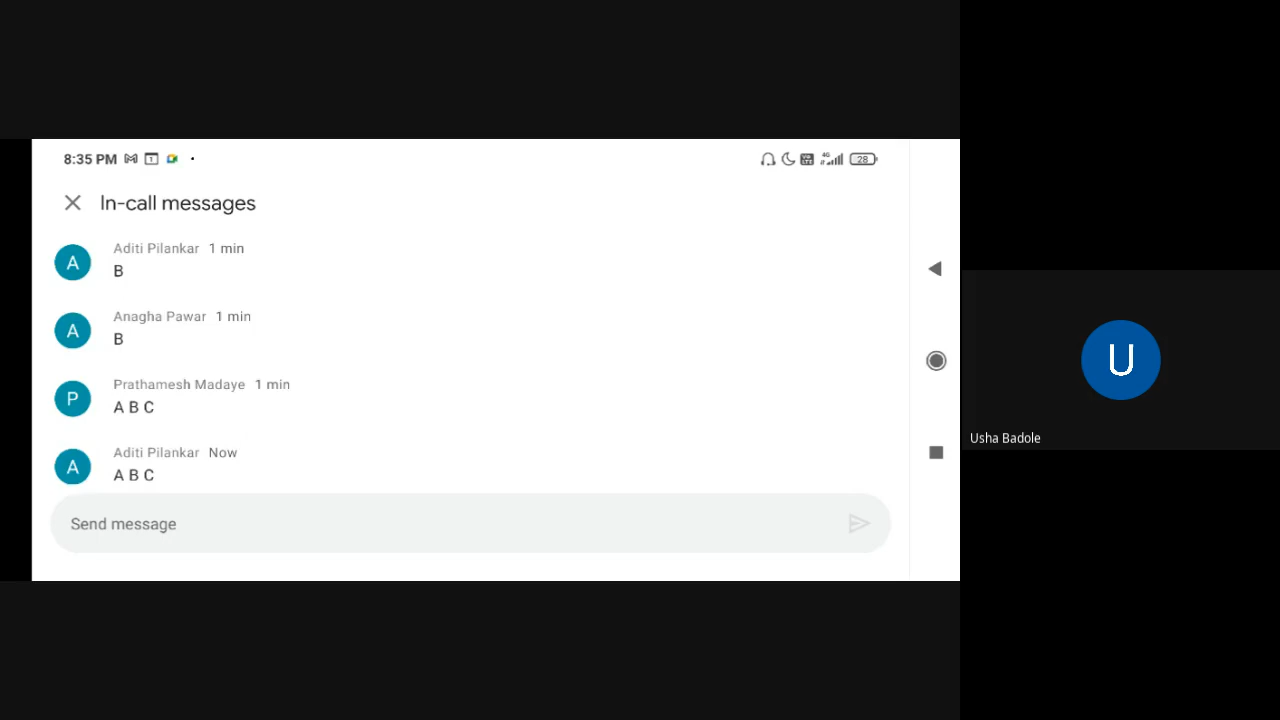 8:35 PM
28
In-call messages
A
Aditi Pilankar 1 min
B
A
Anagha Pawar 1 min
B
P
Prathamesh Madaye 1 min
A B C
A
Aditi Pilankar Now
A B C
Send message
U
Usha Badole